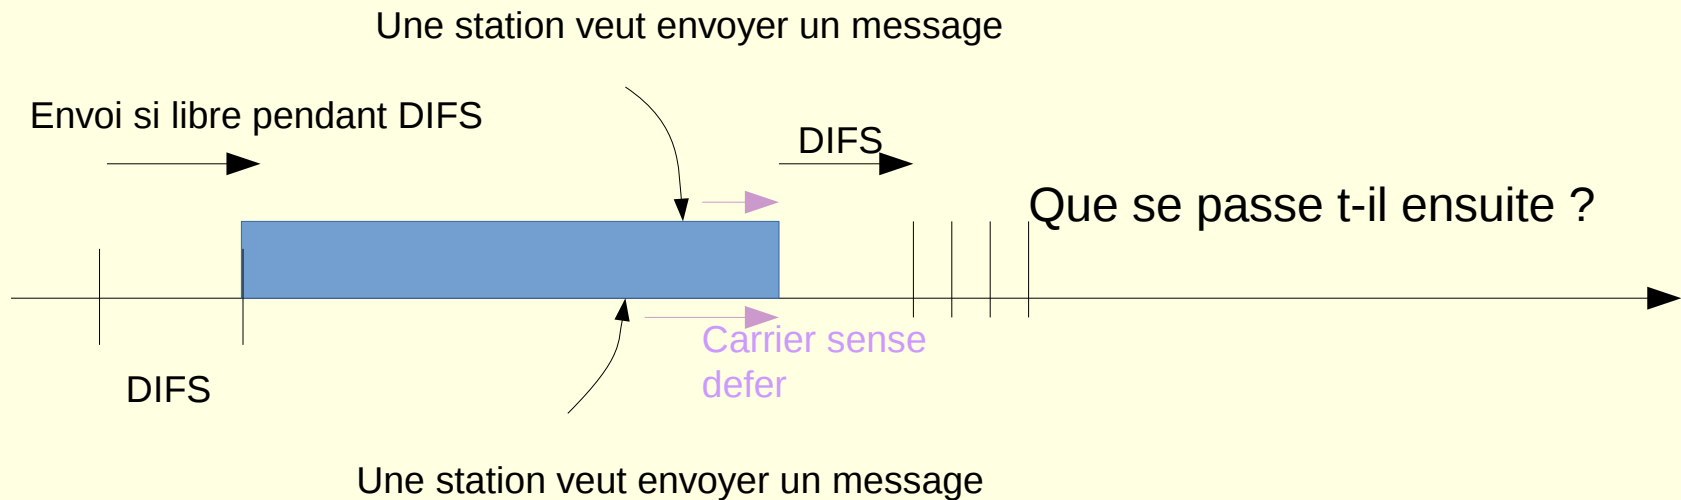 Une station veut envoyer un message
Envoi si libre pendant DIFS
DIFS
Que se passe t-il ensuite ?
Carrier sense
defer
DIFS
Une station veut envoyer un message